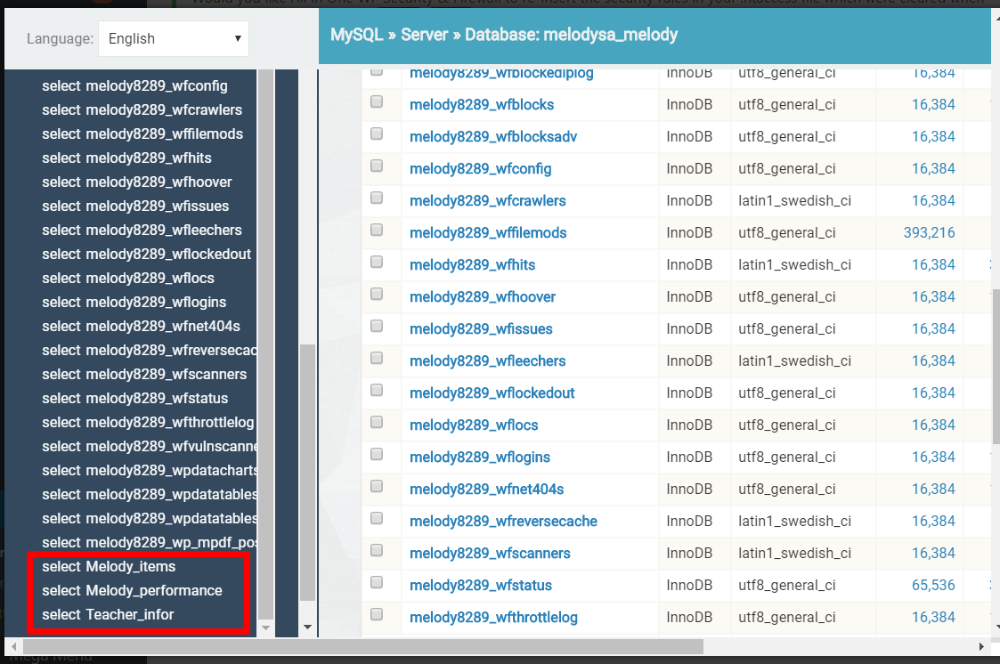 Would you like All In One WP Security & Firewall to re-insert the security rules in your .htaccess file which were cleared when
Language: English
MySQL » Server » Database: melodysa_melody
select melody8289_wfconfig
select melody8289_wfcrawlers
select melody8289_wffilemods
select melody8289_wfhits
select melody8289_wfhoover
select melody8289_wfissues
select melody8289_wfleechers
select melody8289_wflockedout
select melody8289_wflocs
select melody8289_wflogins
select melody8289_wfnet404s
select melody8289_wfreversecac
select melody8289_wfscanners
select melody8289_wfstatus
select melody8289_wfthrottlelog
select melody8289_wfvulnscanne
select melody8289_wpdatacharts
select melody8289_wpdatatables
select melody8289_wpdatatables
select melody8289_wp_mpdf_pos
select Melody_items
select Melody_performance
select Teacher_infor
melody8289_wfblockediplog InnoDB utf8_general_ci 16,384
melody8289_wfblocks InnoDB utf8_general_ci 16,384
melody8289_wfblocksadv InnoDB utf8_general_ci 16,384
melody8289_wfconfig InnoDB utf8_general_ci 16,384
melody8289_wfcrawlers InnoDB latin1_swedish_ci 16,384
melody8289_wffilemods InnoDB utf8_general_ci 393,216
melody8289_wfhits InnoDB latin1_swedish_ci 16,384
melody8289_wfhoover InnoDB utf8_general_ci 16,384
melody8289_wfissues InnoDB utf8_general_ci 16,384
melody8289_wfleechers InnoDB latin1_swedish_ci 16,384
melody8289_wflockedout InnoDB utf8_general_ci 16,384
melody8289_wflocs InnoDB utf8_general_ci 16,384
melody8289_wflogins InnoDB utf8_general_ci 16,384
melody8289_wfnet404s InnoDB utf8_general_ci 16,384
melody8289_wfreversecache InnoDB latin1_swedish_ci 16,384
melody8289_wfscanners InnoDB latin1_swedish_ci 16,384
melody8289_wfstatus InnoDB utf8_general_ci 65,536
melody8289_wfthrottlelog InnoDB utf8_general_ci 16,384
Mega Menu